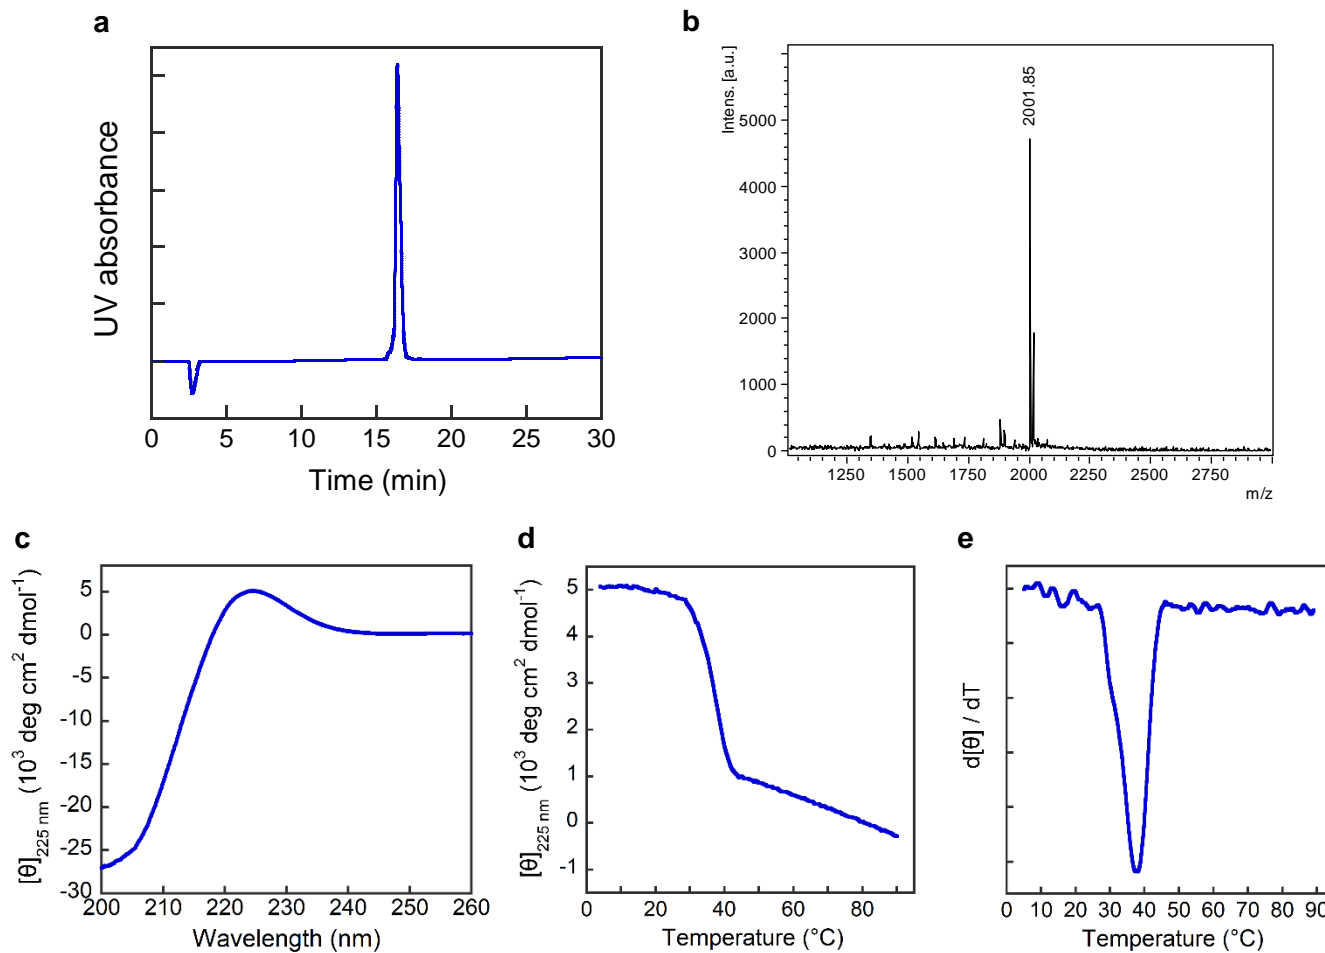 a
UV absorbance
0 5 10 15 20 25 30
Time (min)
b
Intens. [a.u.]
2001.85
5000
4000
3000
2000
1000
0
1250 1500 1750 2000 2250 2500 2750
m/z
c
[θ]225 nm (10³ deg cm² dmol⁻¹)
5
0
-5
-10
-15
-20
-25
-30
200 210 220 230 240 250 260
Wavelength (nm)
d
[θ]225 nm (10³ deg cm² dmol⁻¹)
5
4
3
2
1
0
-1
0 20 40 60 80
Temperature (°C)
e
d[θ] / dT
0 10 20 30 40 50 60 70 80 90
Temperature (°C)